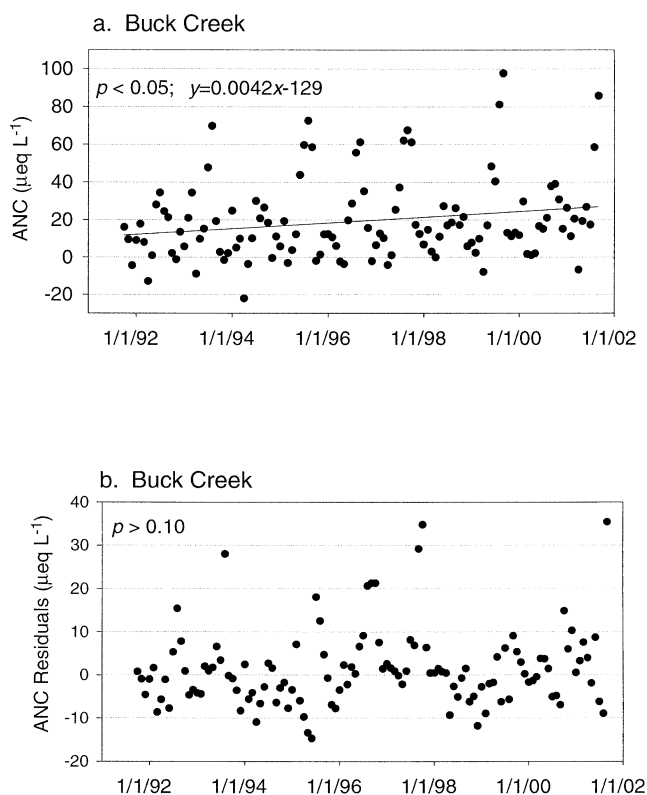 a. Buck Creek
p < 0.05; y=0.0042x-129
ANC (μeq L⁻¹)
100
80
60
40
20
0
-20
1/1/92 1/1/94 1/1/96 1/1/98 1/1/00 1/1/02
b. Buck Creek
p > 0.10
ANC Residuals (μeq L⁻¹)
40
30
20
10
0
-10
-20
1/1/92 1/1/94 1/1/96 1/1/98 1/1/00 1/1/02